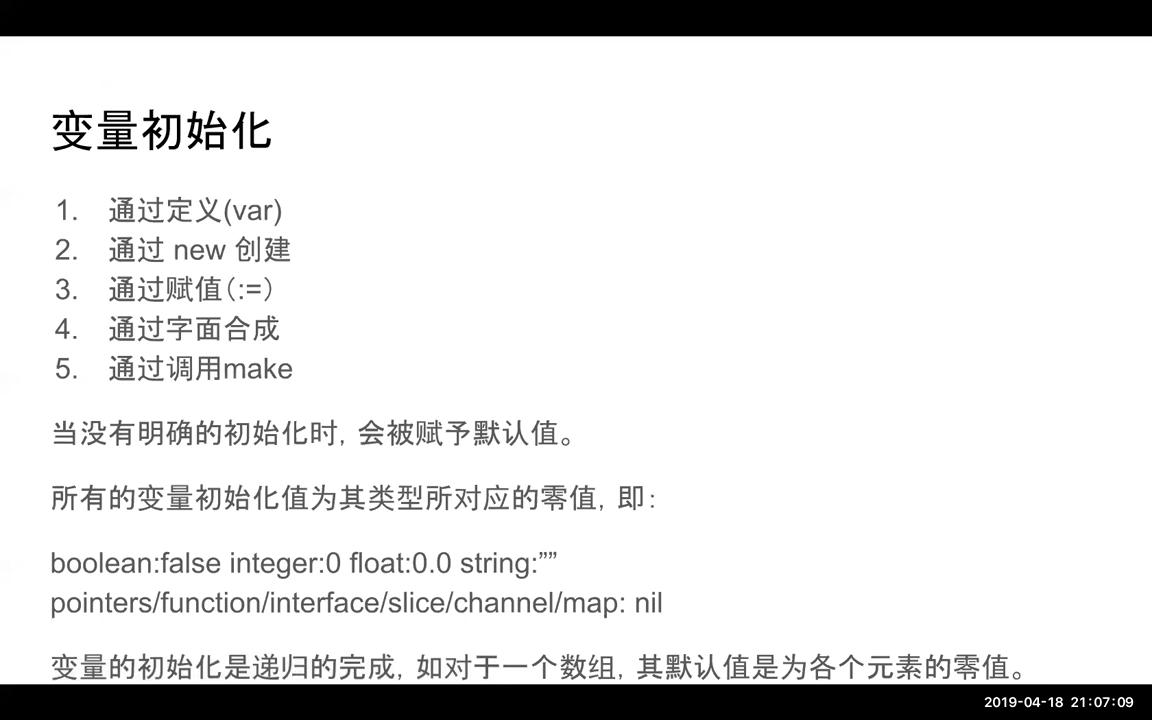 变量初始化
1. 通过定义(var)
2. 通过 new 创建
3. 通过赋值(:=)
4. 通过字面合成
5. 通过调用make
当没有明确的初始化时, 会被赋予默认值。
所有的变量初始化值为其类型所对应的零值, 即:
boolean:false integer:0 float:0.0 string:””
pointers/function/interface/slice/channel/map: nil
变量的初始化是递归的完成, 如对于一个数组, 其默认值是为各个元素的零值。
2019-04-18 21:07:09